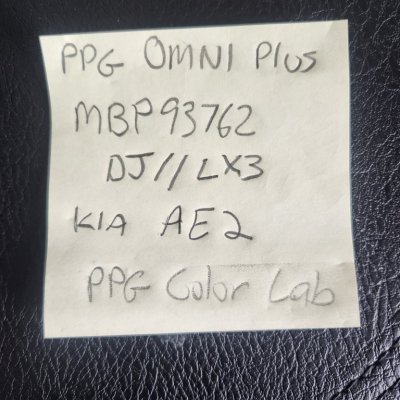 PPG OMNI Plus
MBP93762
DJ//LX3
KIA AE2
PPG Color Lab